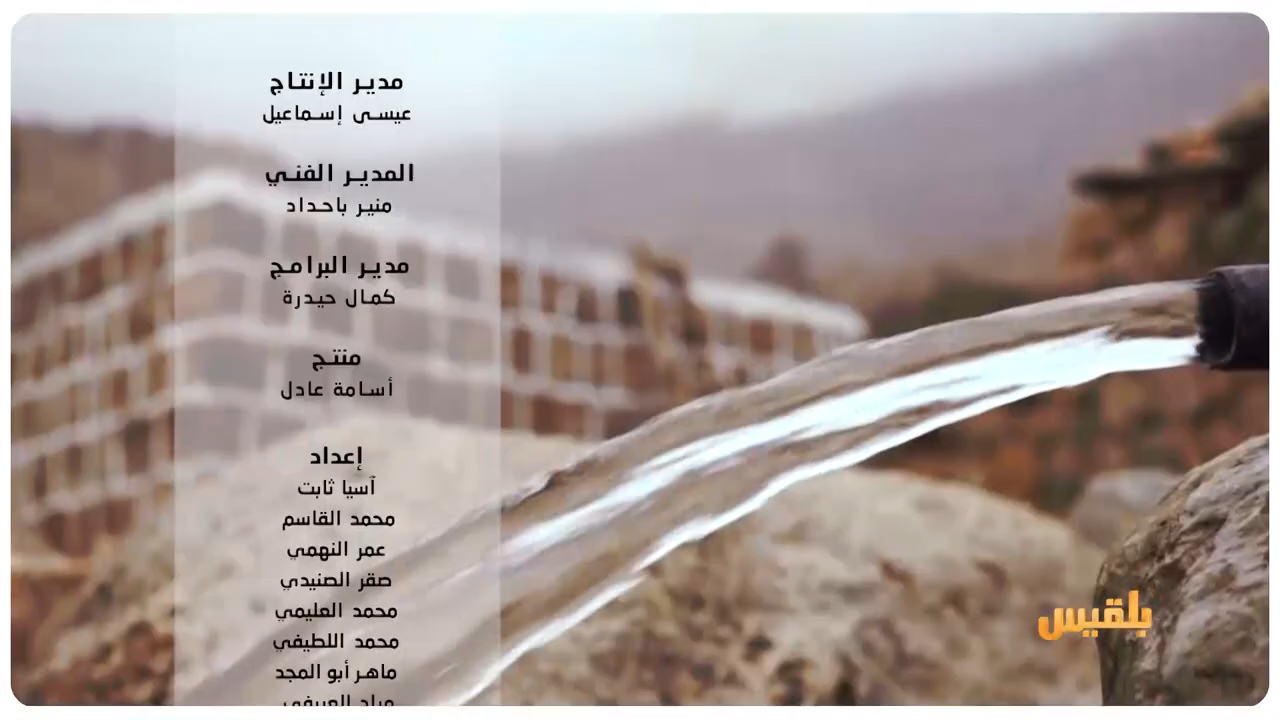 مدير الإنتاج
عيسى إسماعيل
المدير الفني
منير باحداد
مدير البرامج
كمال حيدرة
منتج
أسامة عادل
إعداد
آسيا ثابت
محمد القاسم
عمر النهمي
صقر الصنيدي
محمد العليمي
محمد اللطيفي
ماهر أبو المجد
بلقيس